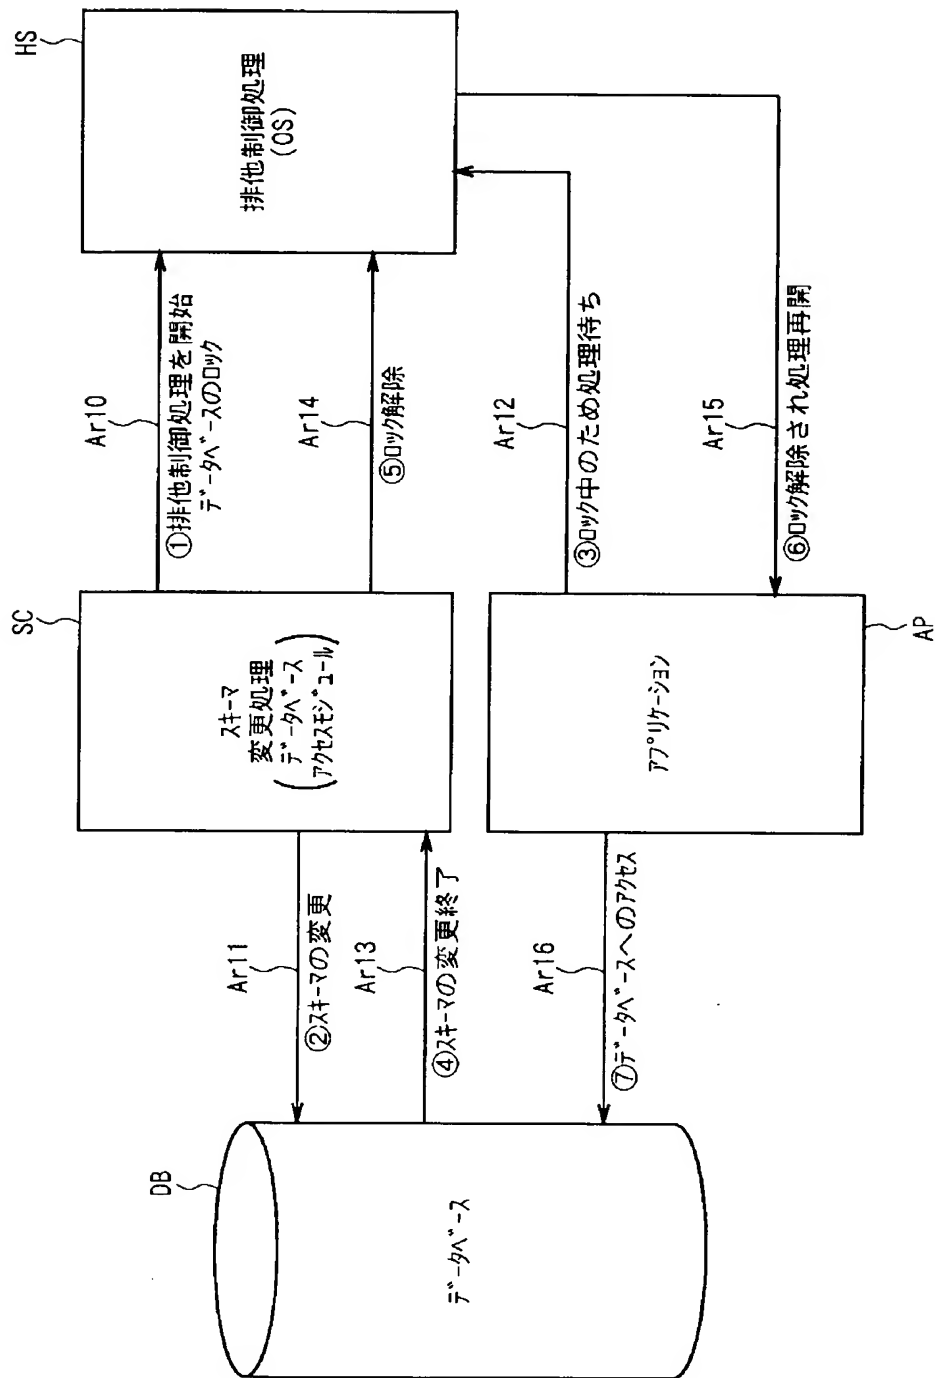 DB
データベース
Ar11
②スキーマの変更
Ar13
④スキーマの変更終了
Ar16
⑦データベースへのアクセス
SC
スキーマ
変更処理
(データベース
アクセスモジュール)
アプリケーション
AP
Ar10
①排他制御処理を開始
データベースのロック
Ar14
⑤ロック解除
Ar12
③ロック中のため処理待ち
Ar15
⑥ロック解除され処理再開
HS
排他制御処理
(OS)